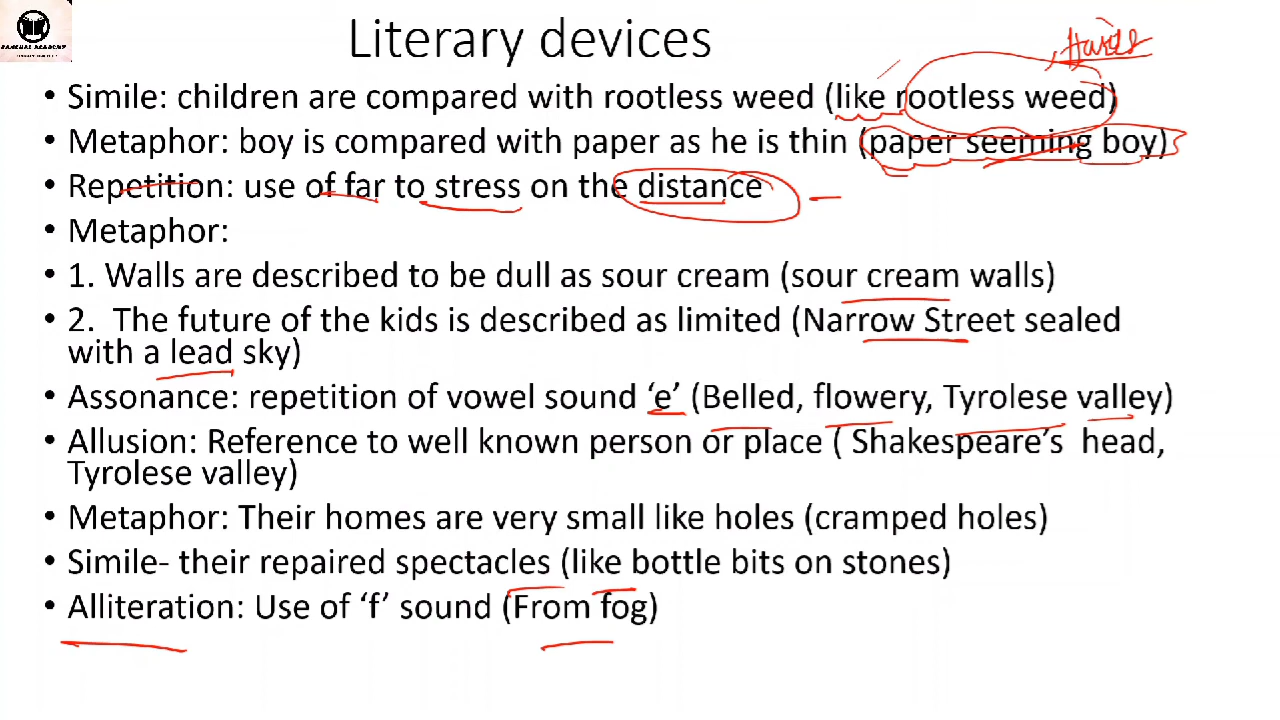 Literary devices
• Simile: children are compared with rootless weed (like rootless weed)
• Metaphor: boy is compared with paper as he is thin (paper seeming boy)
• Repetition: use of far to stress on the distance
• Metaphor:
• 1. Walls are described to be dull as sour cream (sour cream walls)
• 2. The future of the kids is described as limited (Narrow Street sealed
with a lead sky)
• Assonance: repetition of vowel sound ‘e’ (Belled, flowery, Tyrolese valley)
• Allusion: Reference to well known person or place ( Shakespeare’s head,
Tyrolese valley)
• Metaphor: Their homes are very small like holes (cramped holes)
• Simile- their repaired spectacles (like bottle bits on stones)
• Alliteration: Use of ‘f’ sound (From fog)